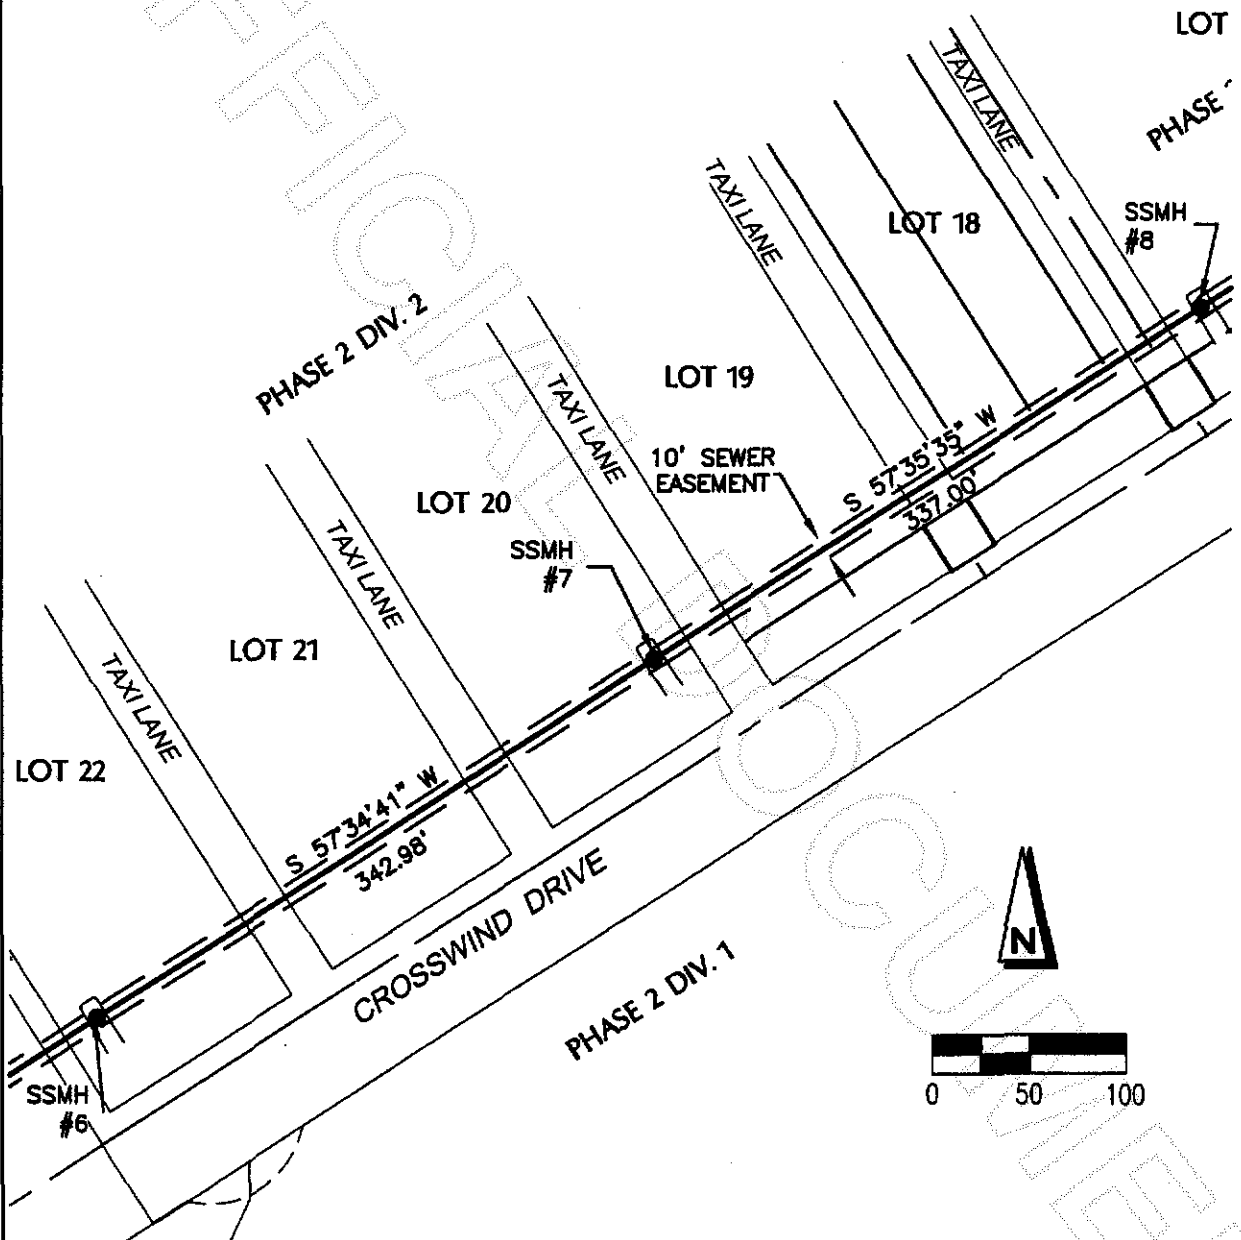 LOT
TAXI LANE
PHASE
TAXI LANE
LOT 18
SSMH
#8
PHASE 2 DIV. 2
LOT 19
TAXI LANE
S 57°35'35" W
337.00'
10' SEWER
EASEMENT
LOT 20
TAXI LANE
SSMH
#7
LOT 21
TAXI LANE
LOT 22
S 57°34'41" W
342.98'
CROSSWIND DRIVE
PHASE 2 DIV. 1
N
SSMH
#6
0 50 100